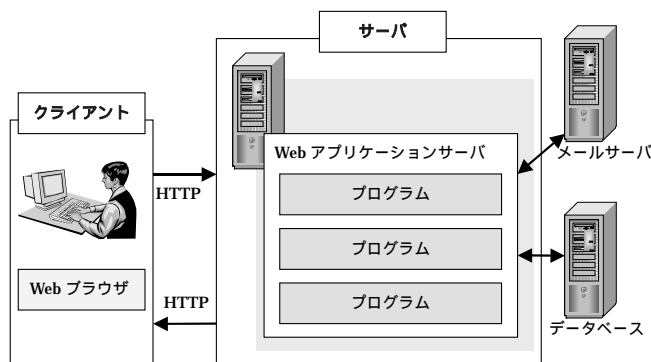 サーバ
クライアント
Web アプリケーションサーバ
メールサーバ
HTTP
プログラム
プログラム
Web ブラウザ
HTTP
プログラム
データベース